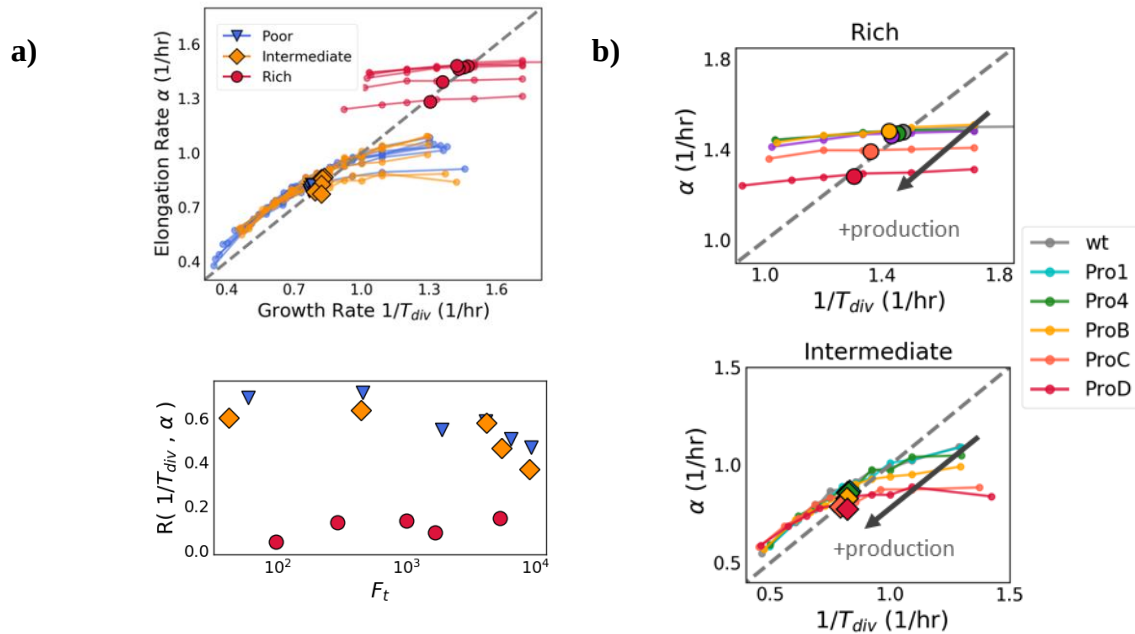 a)
Poor
Intermediate
Rich
Elongation Rate α (1/hr)
1.6
1.3
1.0
0.7
0.4
0.4 0.7 1.0 1.3 1.6
Growth Rate 1/T_div (1/hr)
R( 1/T_div , α )
0.6
0.4
0.2
0.0
10^2 10^3 10^4
F_t
b)
Rich
α (1/hr)
1.8
1.4
1.0
+production
1.0 1.4 1.8
1/T_div (1/hr)
Intermediate
α (1/hr)
1.5
1.0
0.5
+production
0.5 1.0 1.5
1/T_div (1/hr)
wt
Pro1
Pro4
ProB
ProC
ProD